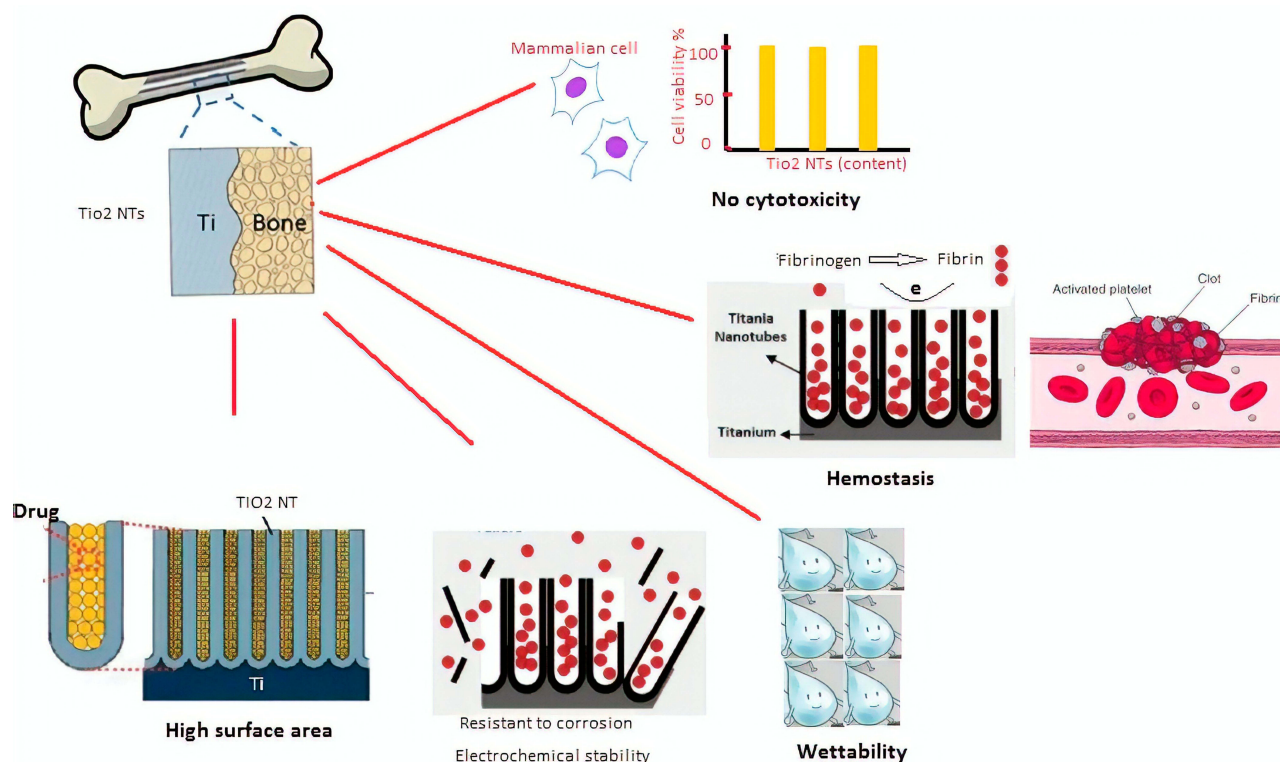 Mammalian cell
Cell viability %
100
50
0
Tio2 NTs (content)
No cytotoxicity
Tio2 NTs
Ti
Bone
Fibrinogen
Fibrin
e
Titania
Nanotubes
Titanium
Hemostasis
Activated platelet
Clot
Fibrin
Drug
TIO2 NT
Ti
High surface area
Resistant to corrosion
Electrochemical stability
Wettability